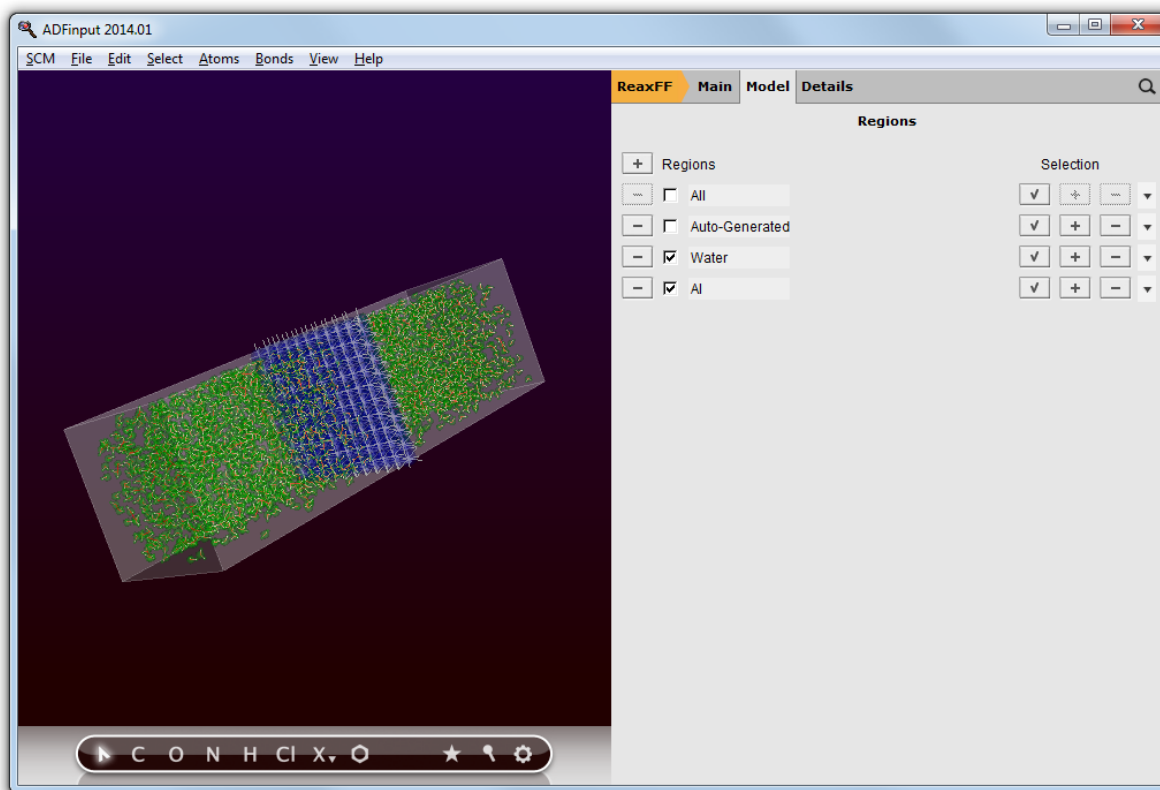 ADFinput 2014.01
SCM File Edit Select Atoms Bonds View Help
ReaxFF Main Model Details
Regions
Regions Selection
All
Auto-Generated
Water
Al
C O N H Cl X